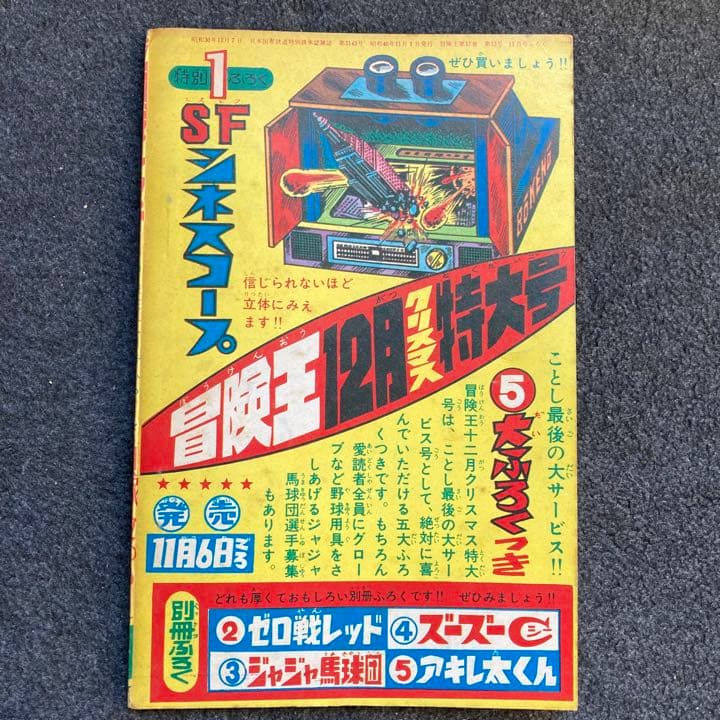 ぜひ買いましょう!!
特別 1 ふろく
SFシネスコープ
BOKENO
信じられないほど
立体にみえ
ます!!
冒険王12月クリスマス特大号
ぼうけんおう
ことし最後の大サービス!!
⑤大ふろくつき
冒険王十二月クリスマス特大
号は、ことし最後の大サー
ビス号として、絶対に喜
んでいただける五大ふろ
くつきです。もちろん
愛読者全員にグロー
ブなど野球用具をさ
しあげるジャジャ
馬球団選手募集
もあります。
★★★★★
発売
11月6日ごろ
別冊ふろく
どれも厚くておもしろい別冊ふろくです!! ぜひみましょう!!
②ゼロ戦レッド
④ズーズーC
③ジャジャ馬球団
⑤アキレ太くん